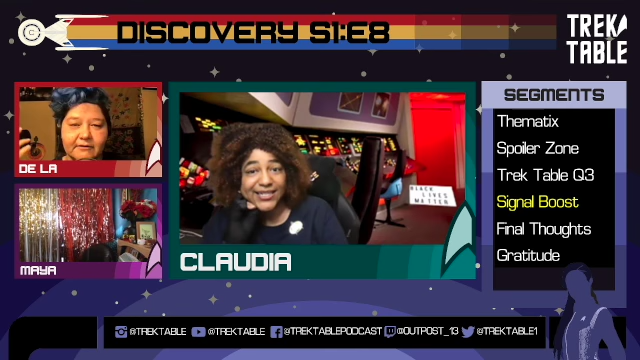 DISCOVERY S1:E8
TREK
TABLE
SEGMENTS
Thematix
Spoiler Zone
Trek Table Q3
Signal Boost
Final Thoughts
Gratitude
DE LA
MAYA
BLACK
LIVES
MATTER
CLAUDIA
@TREKTABLE @TREKTABLE @TREKTABLEPODCAST @OUTPOST_13 @TREKTABLE1